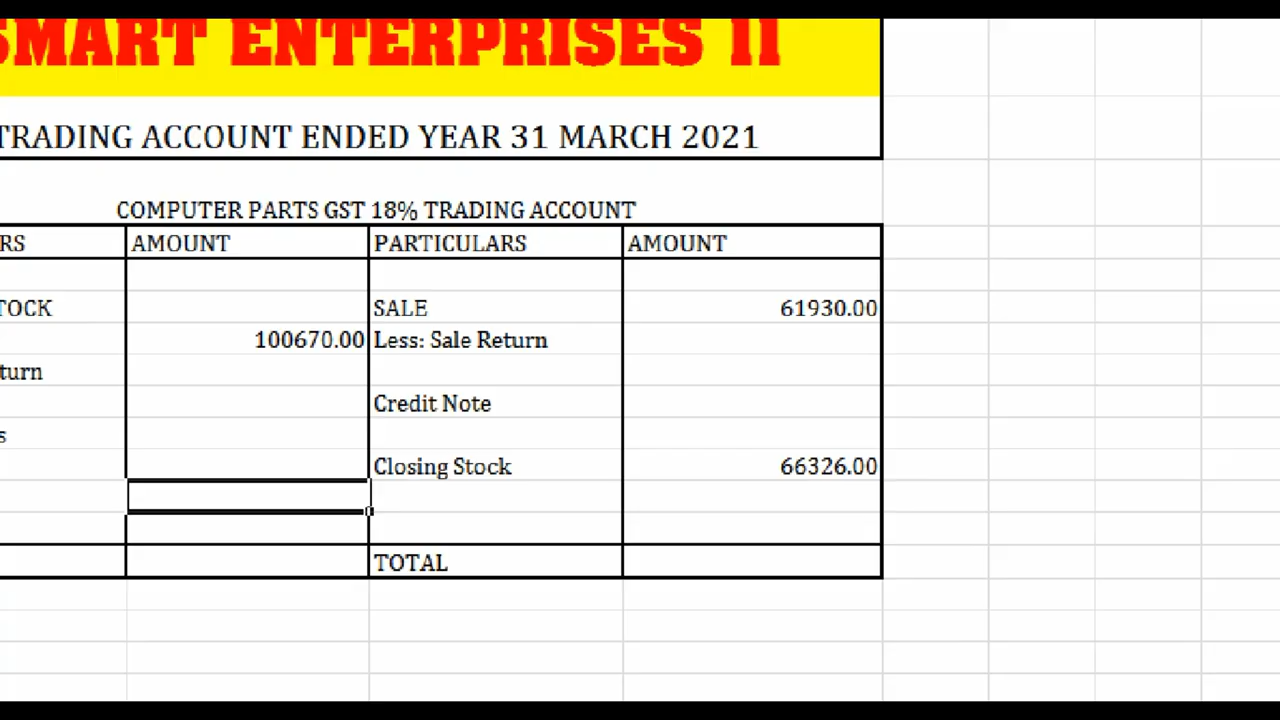 SMART ENTERPRISES II
TRADING ACCOUNT ENDED YEAR 31 MARCH 2021
COMPUTER PARTS GST 18% TRADING ACCOUNT
RS AMOUNT PARTICULARS AMOUNT
TOCK SALE 61930.00
100670.00 Less: Sale Return
turn
Credit Note
s
Closing Stock 66326.00
TOTAL